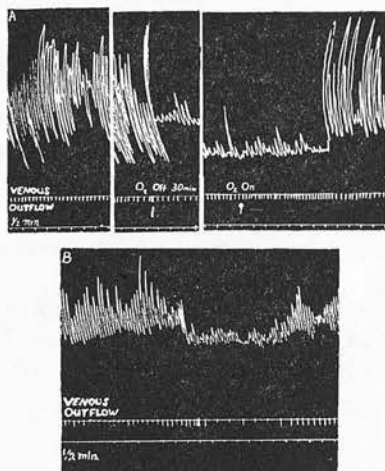 A
O₂ Off 30 min
O₂ On
VENOUS
OUTFLOW
½ min
B
VENOUS
OUTFLOW
½ min